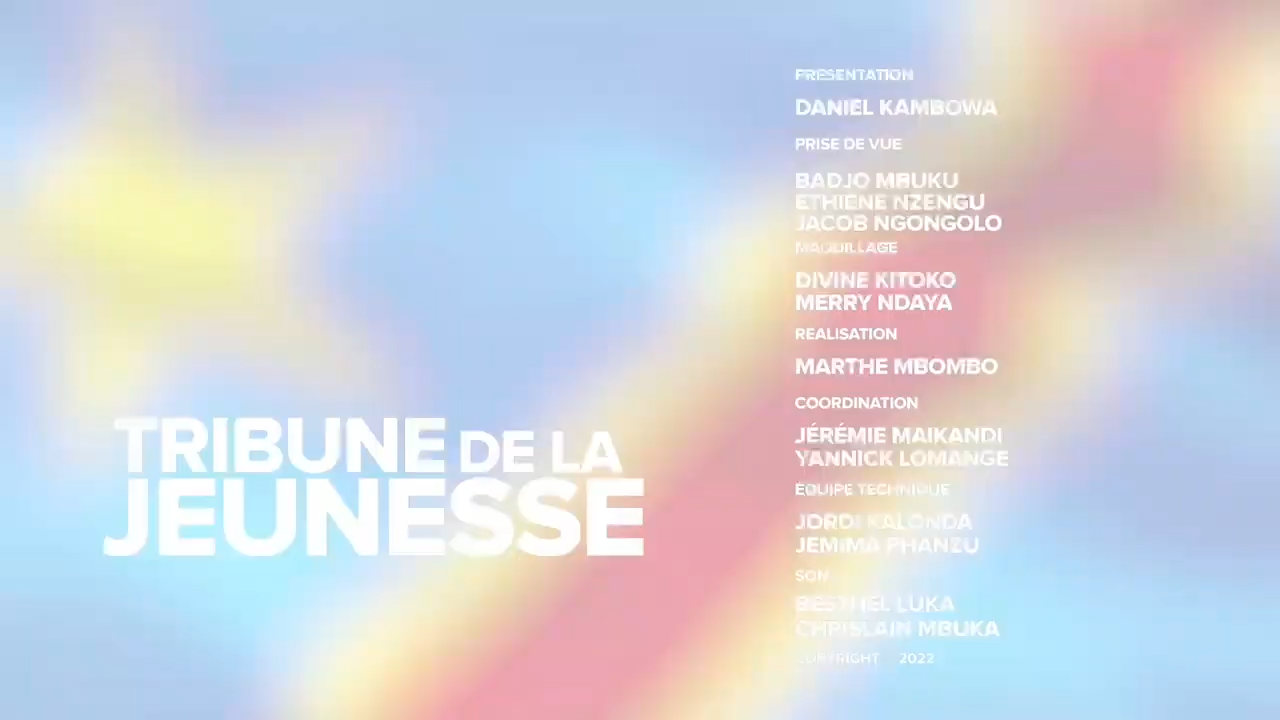 TRIBUNE DE LA
JEUNESSE
PRESENTATION
DANIEL KAMBOWA
PRISE DE VUE
BADJO MBUKU
ETHIENE NZENGU
JACOB NGONGOLO
MAQUILLAGE
DIVINE KITOKO
MERRY NDAYA
REALISATION
MARTHE MBOMBO
COORDINATION
JÉRÉMIE MAIKANDI
YANNICK LOMANGE
EQUIPE TECHNIQUE
JORDI KALONDA
JEMIMA PHANZU
SON
BESTHEL LUKA
CHRISLAIN MBUKA
COPYRIGHT 2022